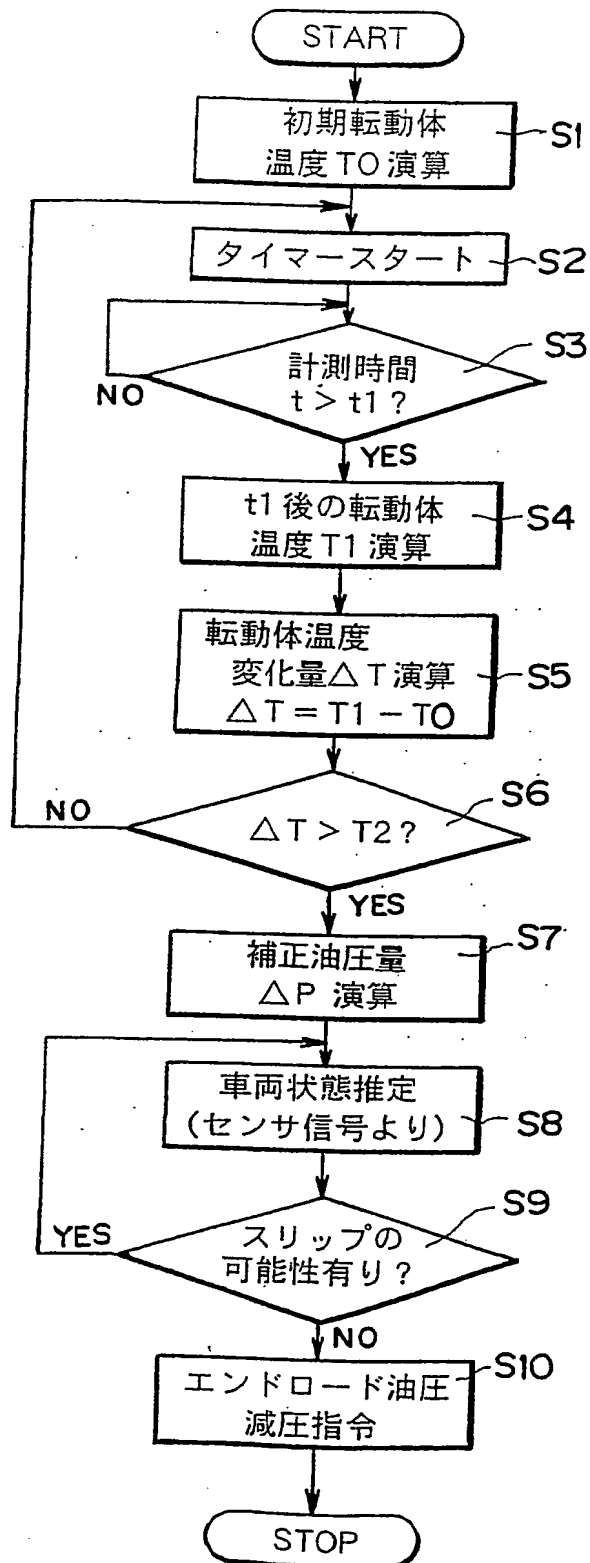 START
初期転動体
温度T0演算
S1
タイマースタート
S2
計測時間
t > t1?
S3
NO
YES
t1後の転動体
温度T1演算
S4
転動体温度
変化量△T演算
△T=T1-T0
S5
△T > T2?
S6
NO
YES
補正油圧量
△P 演算
S7
車両状態推定
(センサ信号より)
S8
スリップの
可能性有り?
S9
YES
NO
エンドロード油圧
減圧指令
S10
STOP